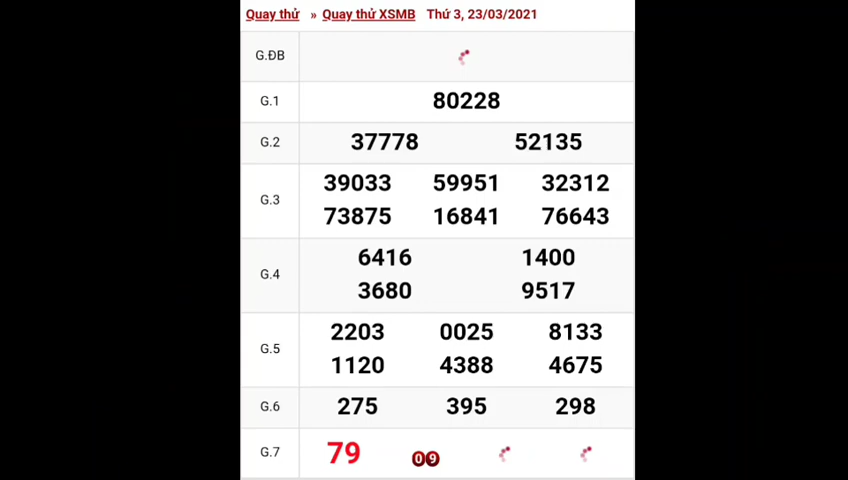 Quay thử » Quay thử XSMB Thứ 3, 23/03/2021
G.ĐB
G.1 80228
G.2 37778 52135
G.3 39033 59951 32312
73875 16841 76643
G.4 6416 1400
3680 9517
G.5 2203 0025 8133
1120 4388 4675
G.6 275 395 298
G.7 79 09